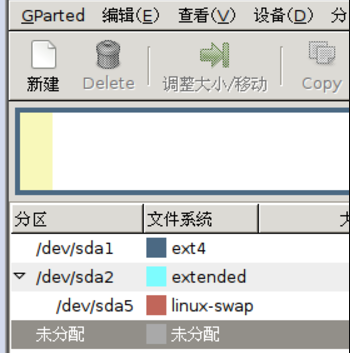 GParted 编辑(E) 查看(V) 设备(D) 分
新建 Delete 调整大小/移动 Copy
分区 文件系统
/dev/sda1 ext4
/dev/sda2 extended
/dev/sda5 linux-swap
未分配 未分配